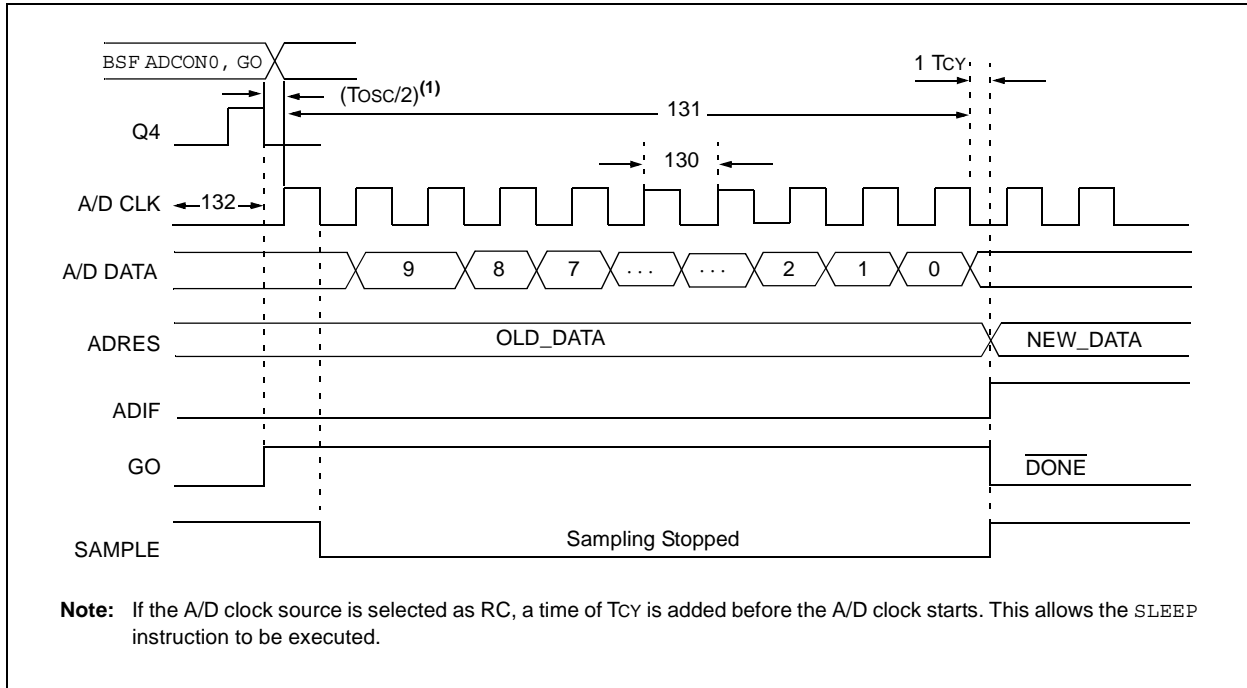 BSF ADCON0, GO
1 TCY
(TOSC/2)(1)
131
Q4
130
A/D CLK
132
A/D DATA
9 8 7 . . . . . . 2 1 0
ADRES
OLD_DATA
NEW_DATA
ADIF
GO
DONE
SAMPLE
Sampling Stopped
Note: If the A/D clock source is selected as RC, a time of TCY is added before the A/D clock starts. This allows the SLEEP
instruction to be executed.